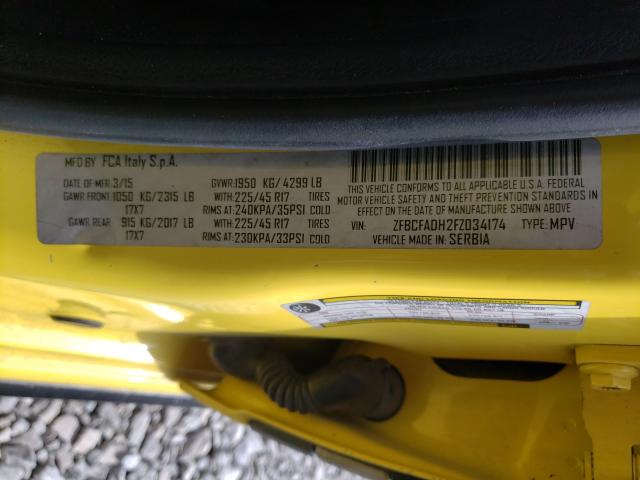 MFD BY FCA Italy S.p.A.
DATE OF MFR 3/15 GVWR:1950 KG/ 4299 LB
GAWR FRONT: 1050 KG/2315 LB WITH:225/45 R17 TIRES
17X7 RIMS AT:240KPA/35PSI COLD
GAWR REAR: 915 KG/2017 LB WITH:225/45 R17 TIRES
17X7 RIMS AT:230KPA/33PSI COLD
THIS VEHICLE CONFORMS TO ALL APPLICABLE U.S.A. FEDERAL
MOTOR VEHICLE SAFETY, BUMPER, AND THEFT PREVENTION STANDARDS
IN EFFECT ON THE DATE OF MANUFACTURE SHOWN ABOVE.
VIN: ZFBCFADH2FZ034174 TYPE: MPV
VEHICLE MADE IN SERBIA